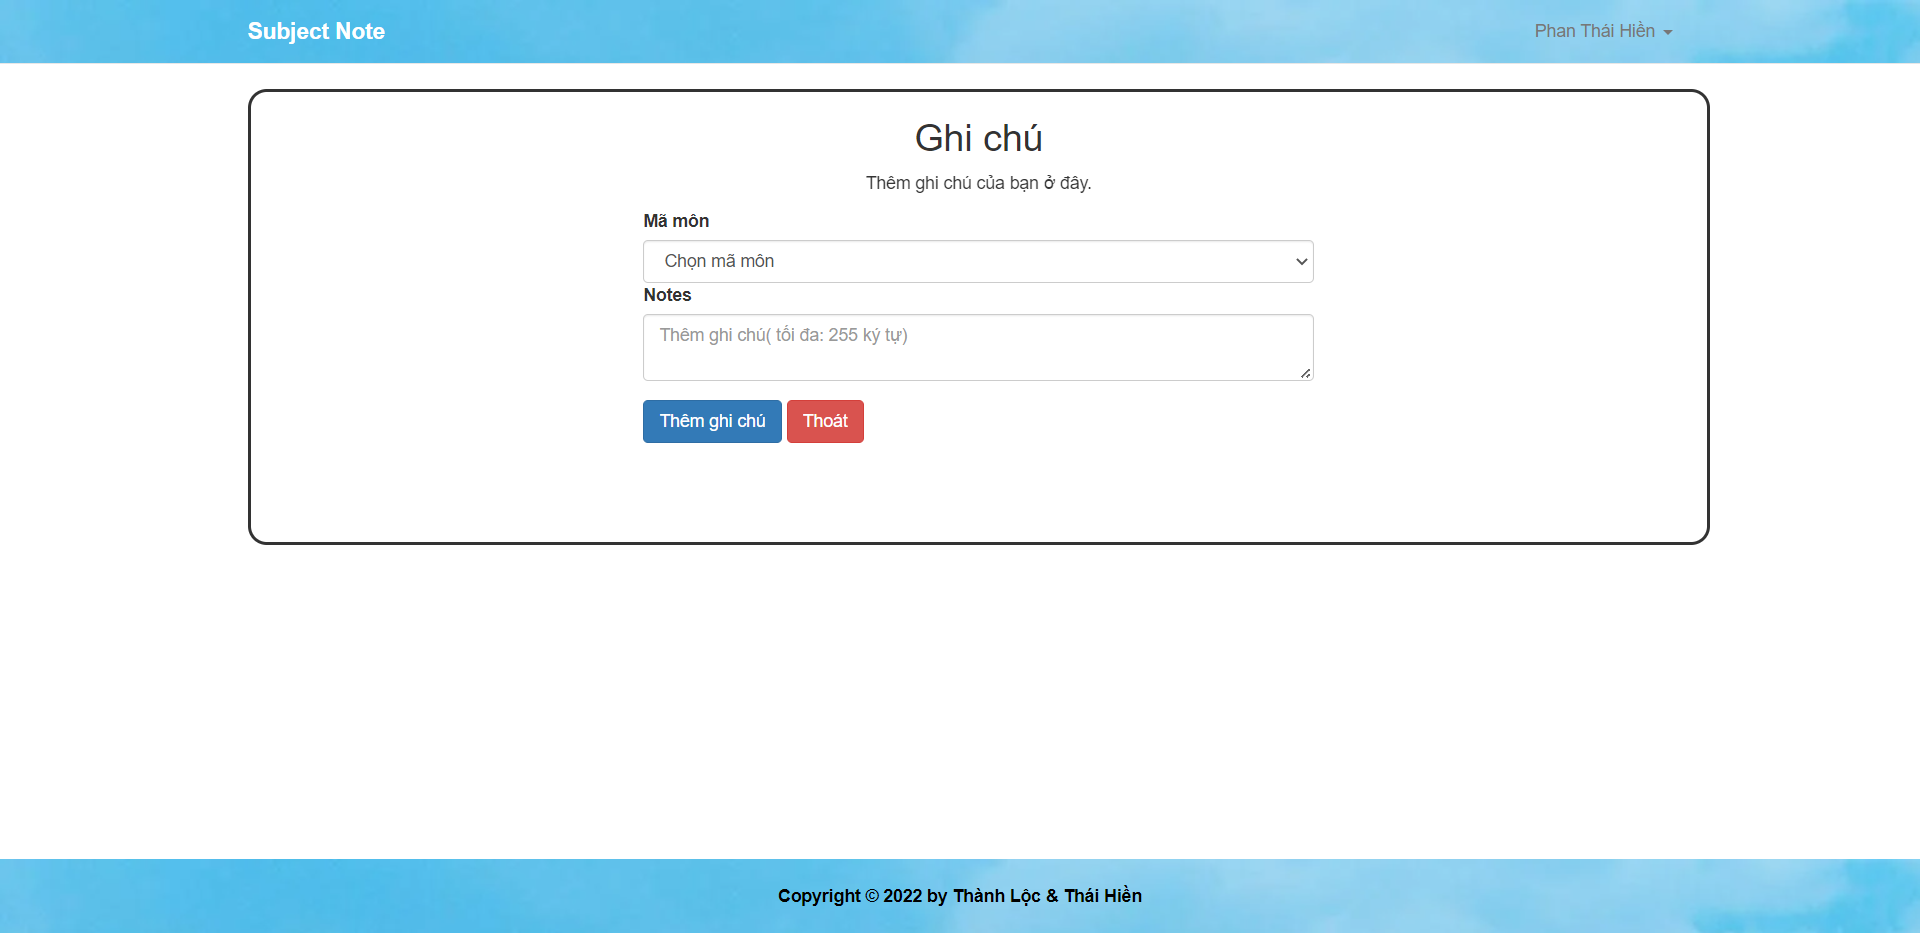 Subject Note
Phan Thái Hiền
Ghi chú
Thêm ghi chú của bạn ở đây.
Mã môn
Chọn mã môn
Notes
Thêm ghi chú( tối đa: 255 ký tự)
Thêm ghi chú
Thoát
Copyright © 2022 by Thành Lộc & Thái Hiền